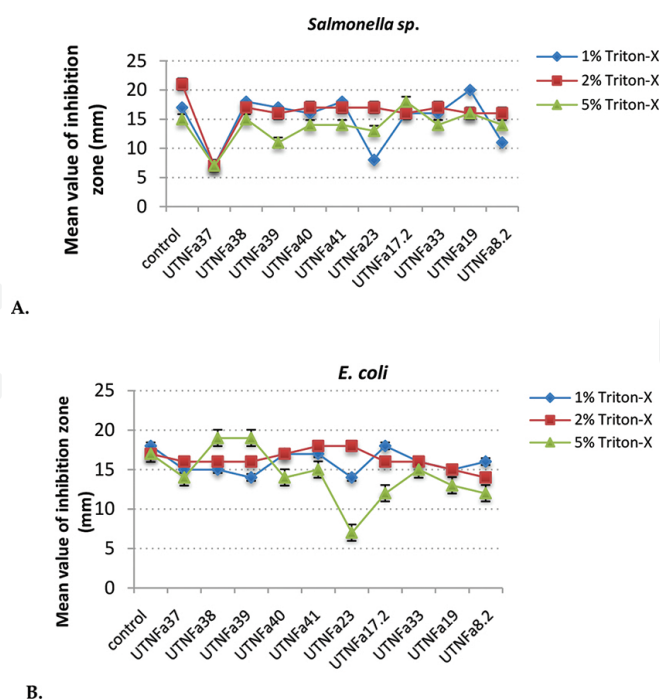 Salmonella sp.
Mean value of inhibition
zone (mm)
25
20
15
10
5
0
control
UTNFa37
UTNFa38
UTNFa39
UTNFa40
UTNFa41
UTNFa23
UTNFa17.2
UTNFa33
UTNFa19
UTNFa8.2
1% Triton-X
2% Triton-X
5% Triton-X
A.
E. coli
Mean value of inhibition zone
(mm)
25
20
15
10
5
0
control
UTNFa37
UTNFa38
UTNFa39
UTNFa40
UTNFa41
UTNFa23
UTNFa17.2
UTNFa33
UTNFa19
UTNFa8.2
1% Triton-X
2% Triton-X
5% Triton-X
B.